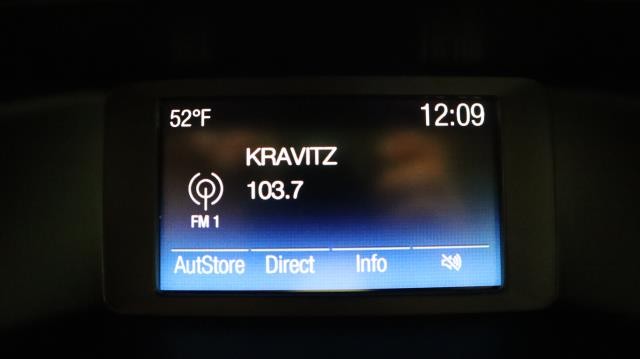 52°F 12:09
KRAVITZ
103.7
FM 1
AutStore Direct Info